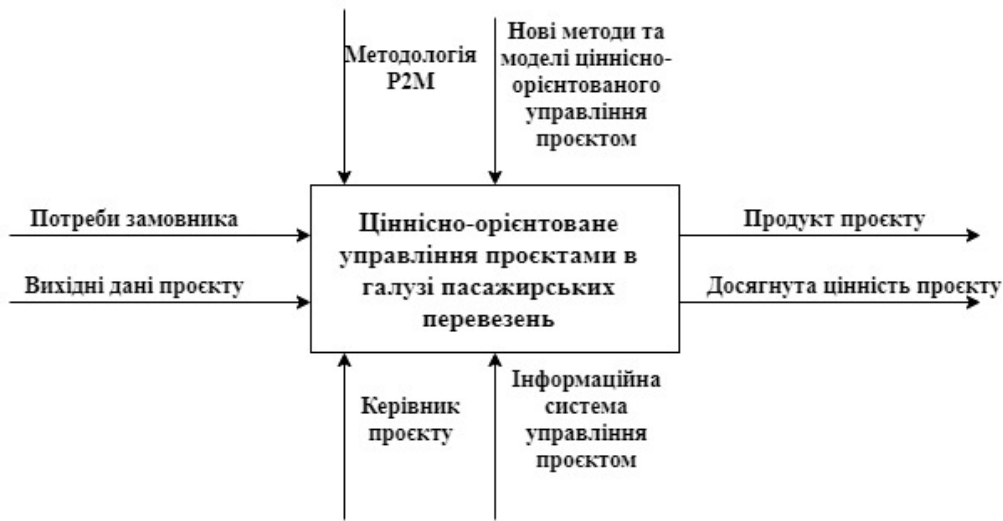 Методологія
P2M
Нові методи та
моделі ціннісно-
орієнтованого
управління
проєктом
Потреби замовника
Вихідні дані проєкту
Ціннісно-орієнтоване
управління проєктами в
галузі пасажирських
перевезень
Продукт проєкту
Досягнута цінність проєкту
Керівник
проєкту
Інформаційна
система
управління
проєктом